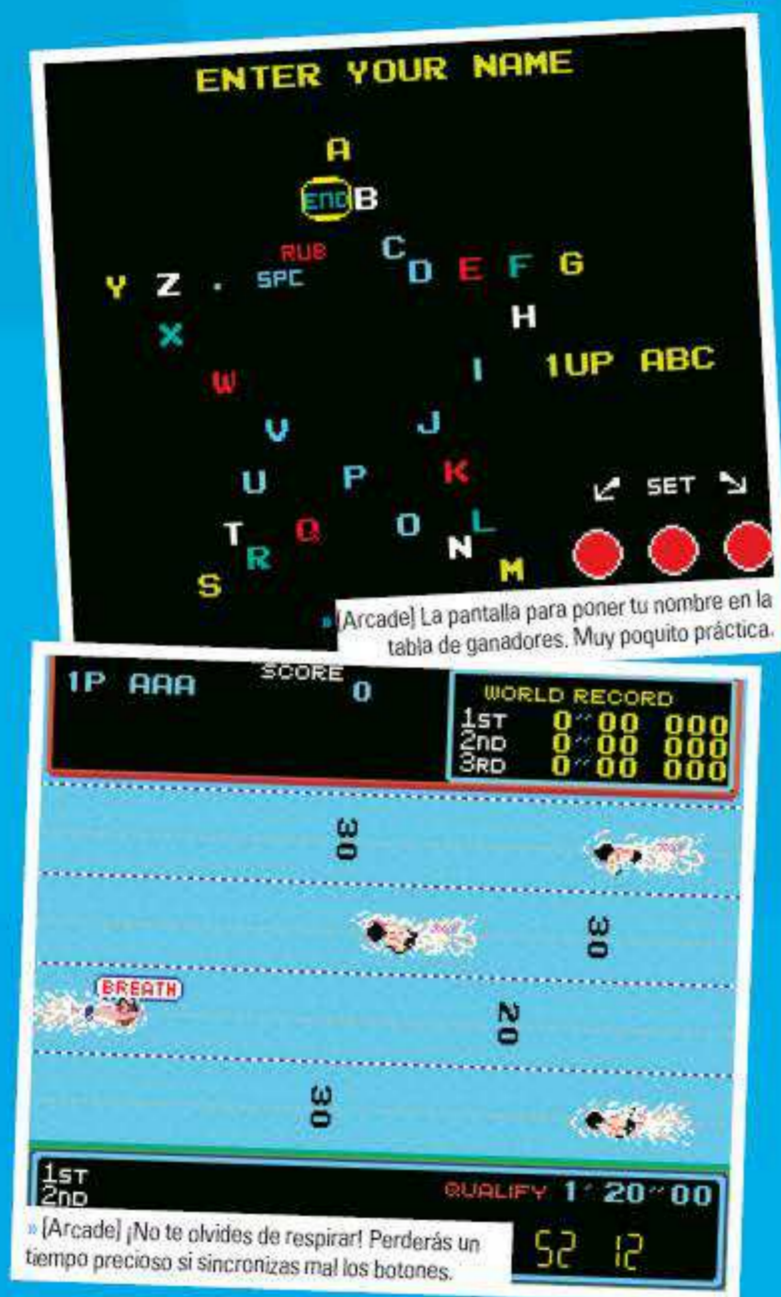 ENTER YOUR NAME
A
END B
RUB C
Y Z . SPC D E F G
X H
W I 1UP ABC
V J
U P K
T R Q O N L SET
S M
» [Arcade] La pantalla para poner tu nombre en la
tabla de ganadores. Muy poquito práctica.
1P AAA SCORE 0
WORLD RECORD
1ST 0"00 000
2ND 0"00 000
3RD 0"00 000
30
30
BREATH
20
30
1ST
2ND
QUALIFY 1'20"00
52 12
» [Arcade] ¡No te olvides de respirar! Perderás un
tiempo precioso si sincronizas mal los botones.